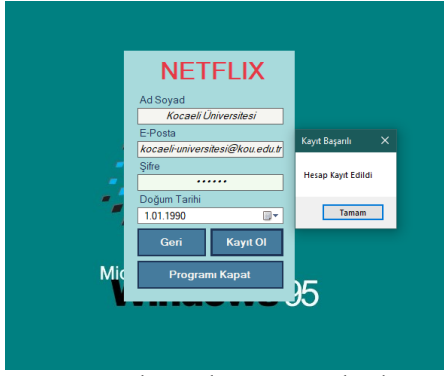 NETFLIX
Ad Soyad
Kocaeli Üniversitesi
E-Posta
kocaeli-universitesi@kou.edu.tr
Şifre
••••••
Doğum Tarihi
1.01.1990
Geri
Kayıt Ol
Programı Kapat
Kayıt Başarılı
Hesap Kayıt Edildi
Tamam
95